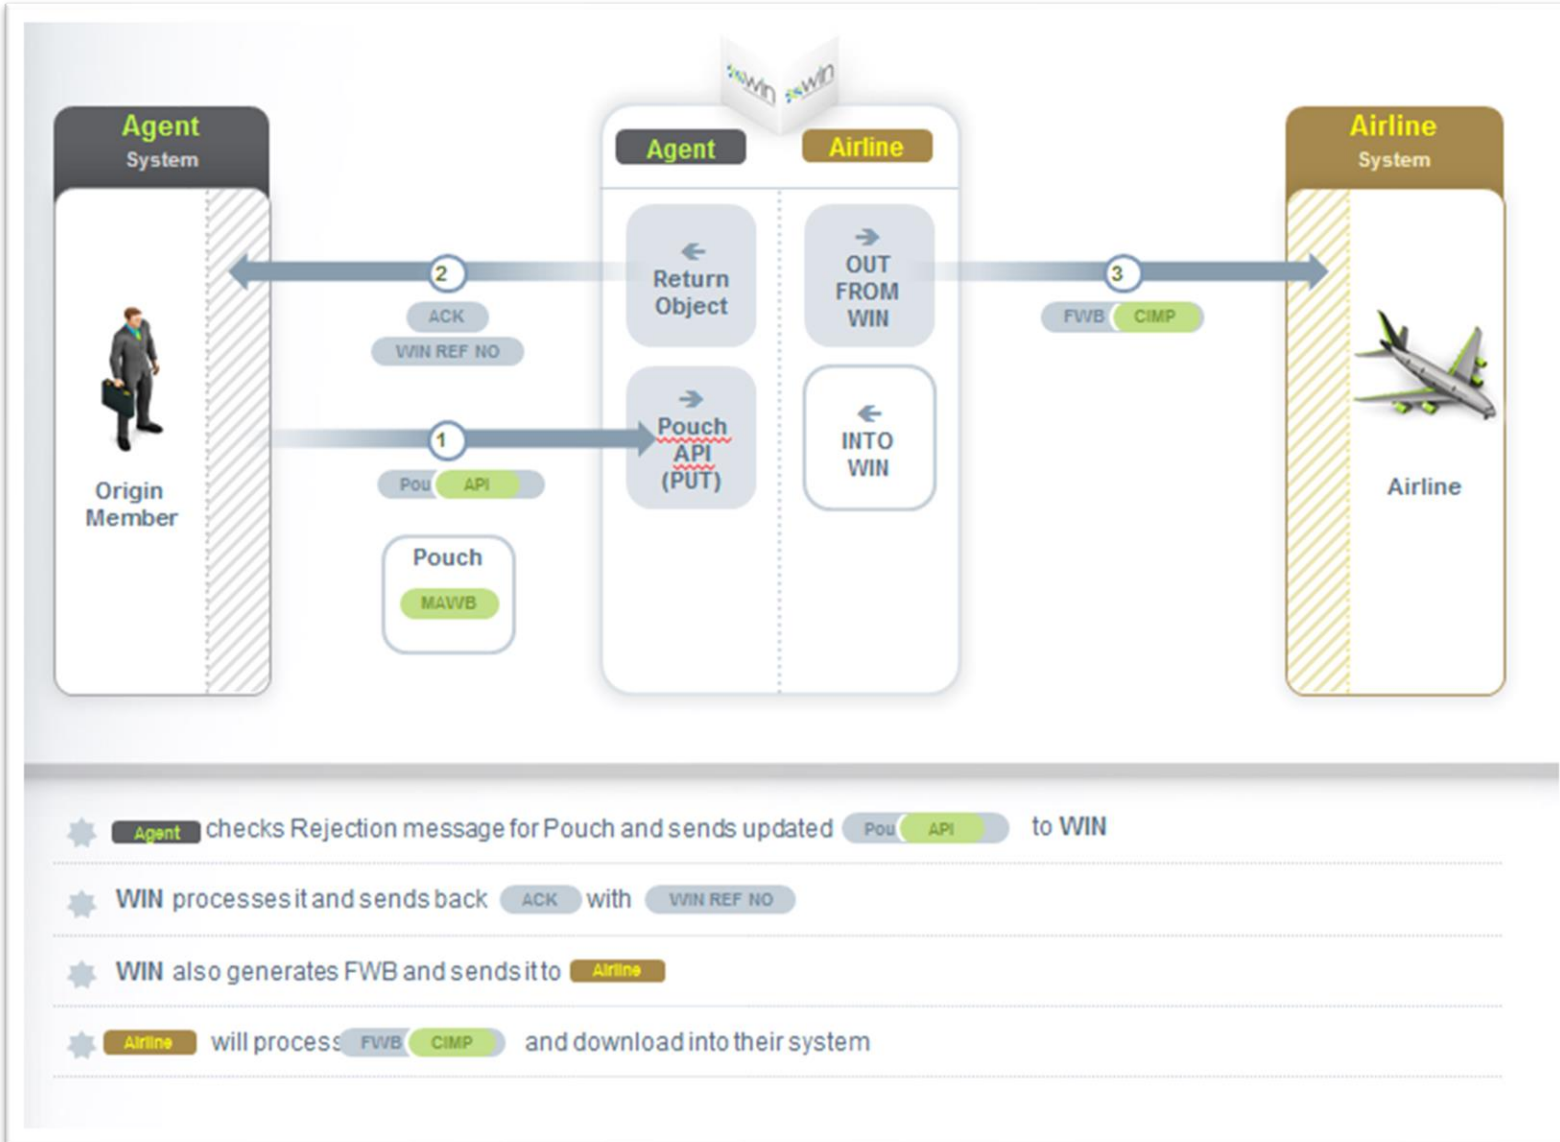 win win
Agent
System
Agent
Airline
Airline
System
Return
Object
OUT
FROM
WIN
2
3
ACK
WIN REF NO
FWB CIMP
Pouch
API
(PUT)
INTO
WIN
1
Pou API
Origin
Member
Airline
Pouch
MAWB
Agent checks Rejection message for Pouch and sends updated Pou API to WIN
WIN processes it and sends back ACK with WIN REF NO
WIN also generates FWB and sends it to Airline
Airline will process FWB CIMP and download into their system